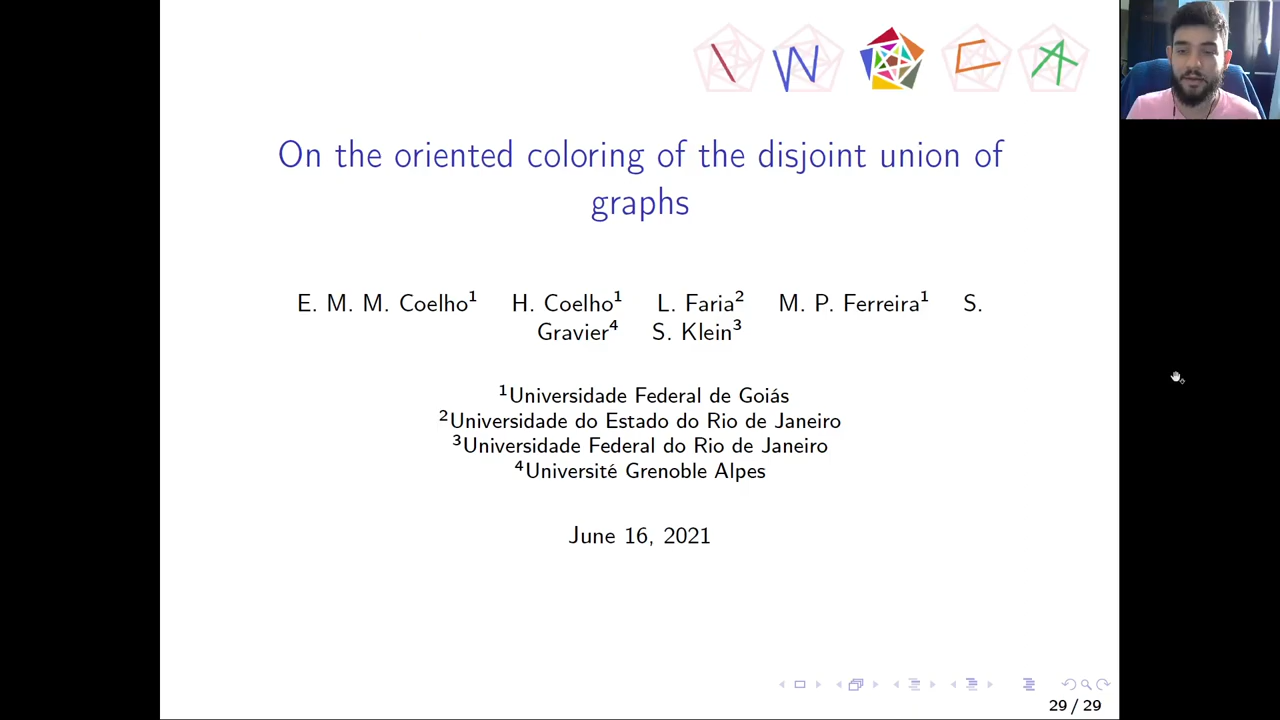 I W O C A
On the oriented coloring of the disjoint union of
graphs
E. M. M. Coelho¹ H. Coelho¹ L. Faria² M. P. Ferreira¹ S.
Gravier⁴ S. Klein³
¹Universidade Federal de Goiás
²Universidade do Estado do Rio de Janeiro
³Universidade Federal do Rio de Janeiro
⁴Université Grenoble Alpes
June 16, 2021
29 / 29